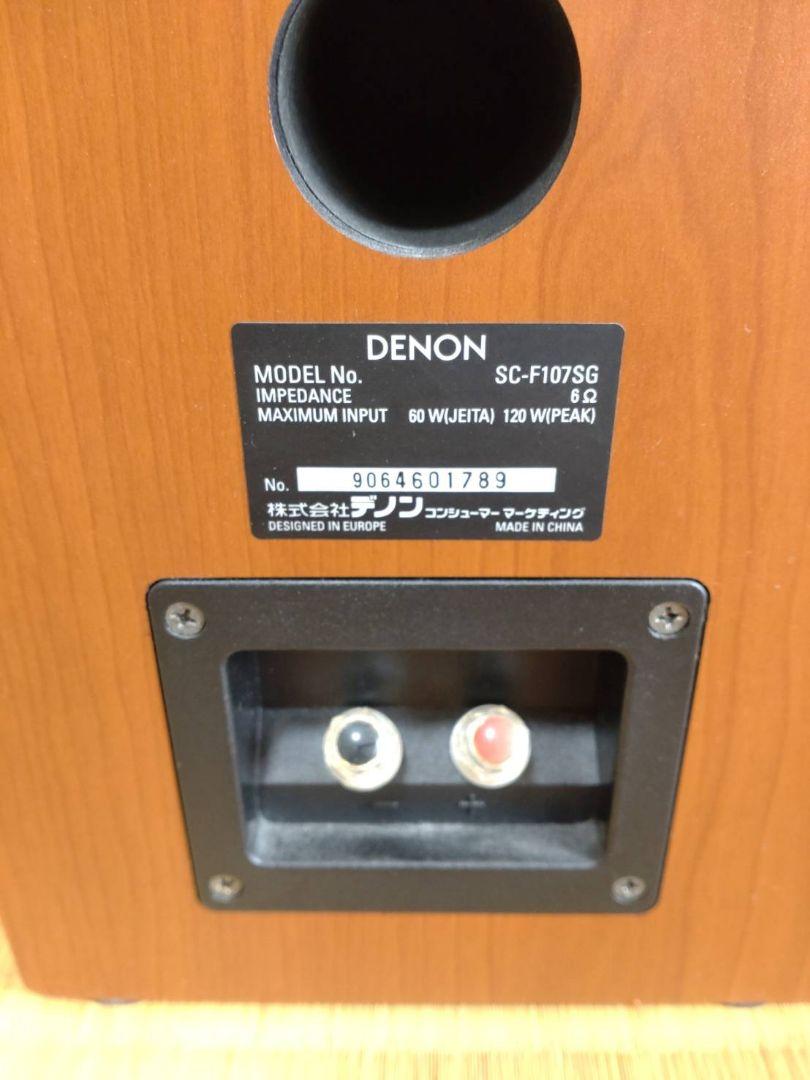 DENON
MODEL No. SC-F107SG
IMPEDANCE 6Ω
MAXIMUM INPUT 60 W(JEITA) 120 W(PEAK)
No. 9064601789
株式会社デノン コンシューマー マーケティング
DESIGNED IN EUROPE MADE IN CHINA
− +